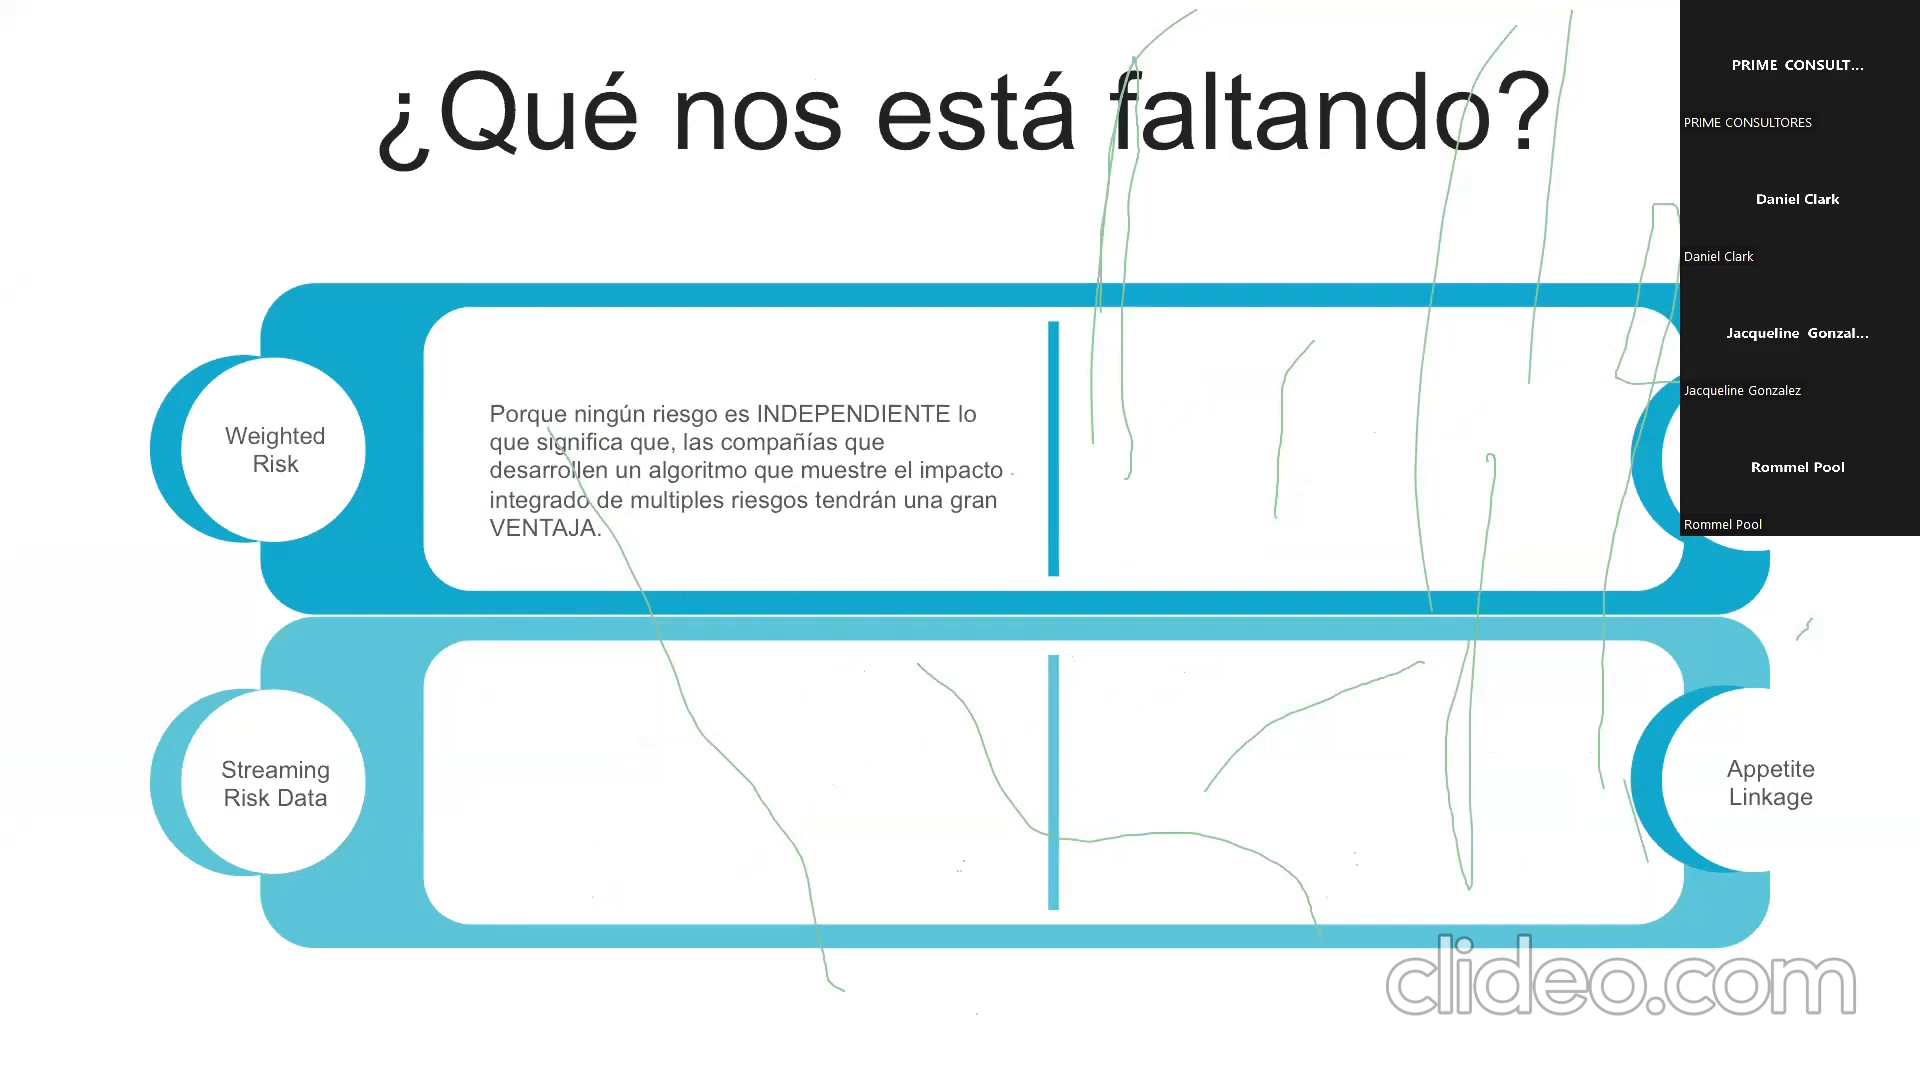 ¿Qué nos está faltando?
Weighted
Risk
Porque ningún riesgo es INDEPENDIENTE lo
que significa que, las compañías que
desarrollen un algoritmo que muestre el impacto
integrado de multiples riesgos tendrán una gran
VENTAJA.
Streaming
Risk Data
Appetite
Linkage
PRIME CONSULT...
PRIME CONSULTORES
Daniel Clark
Daniel Clark
Jacqueline Gonzal...
Jacqueline Gonzalez
Rommel Pool
Rommel Pool
clideo.com